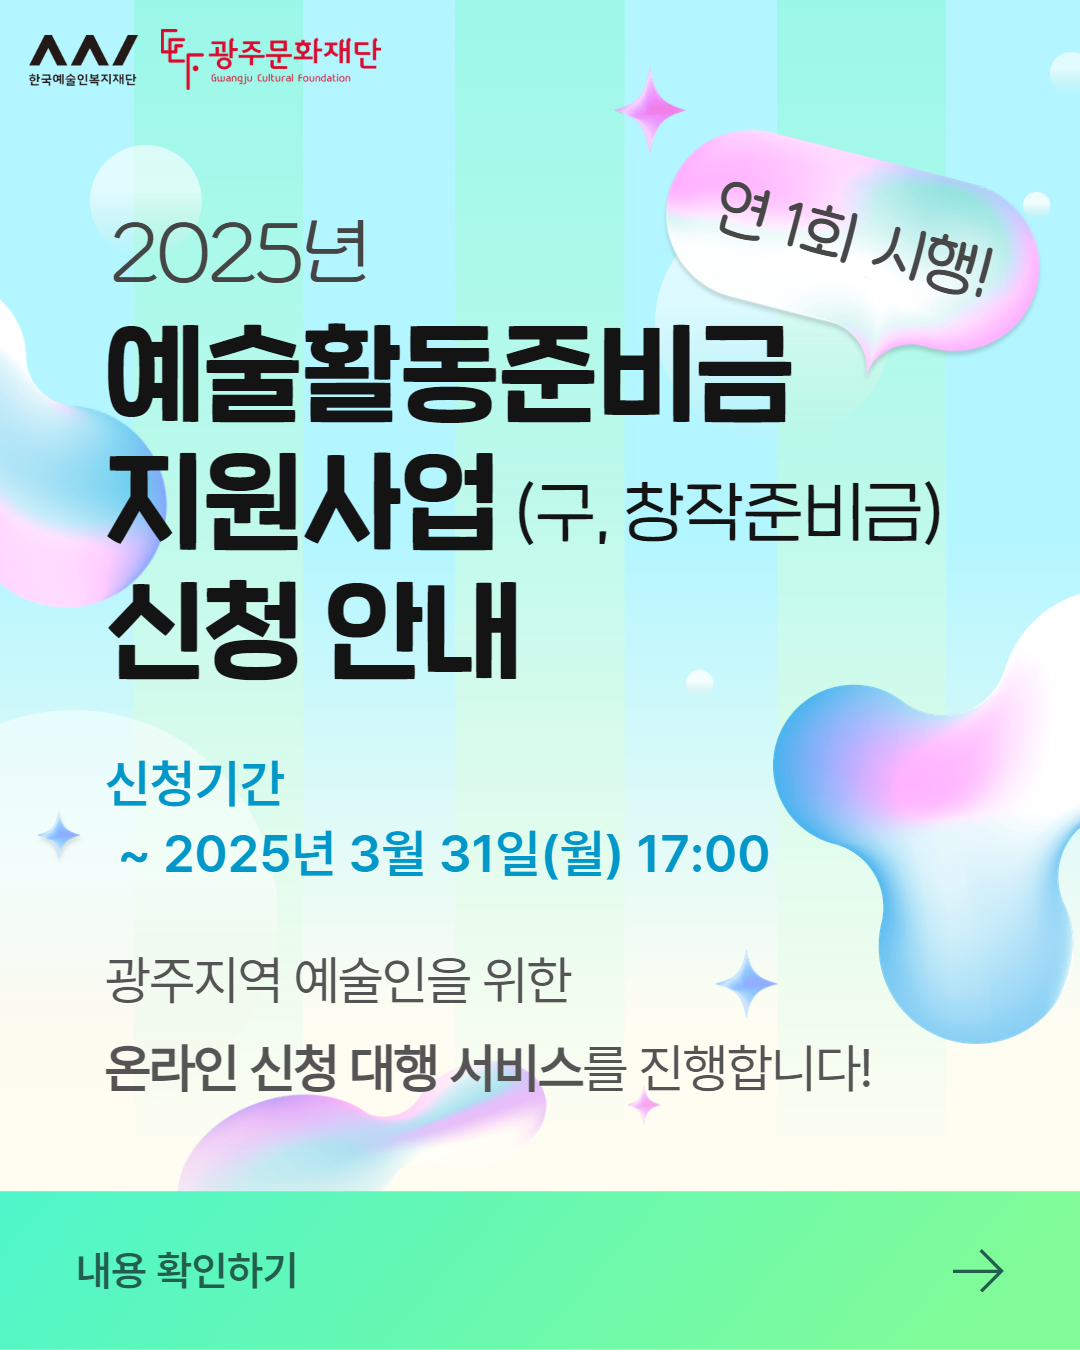 한국예술인복지재단
광주문화재단
Gwangju Cultural Foundation
연 1회 시행!
2025년
예술활동준비금
지원사업 (구, 창작준비금)
신청 안내
신청기간
~ 2025년 3월 31일(월) 17:00
광주지역 예술인을 위한
온라인 신청 대행 서비스를 진행합니다!
내용 확인하기